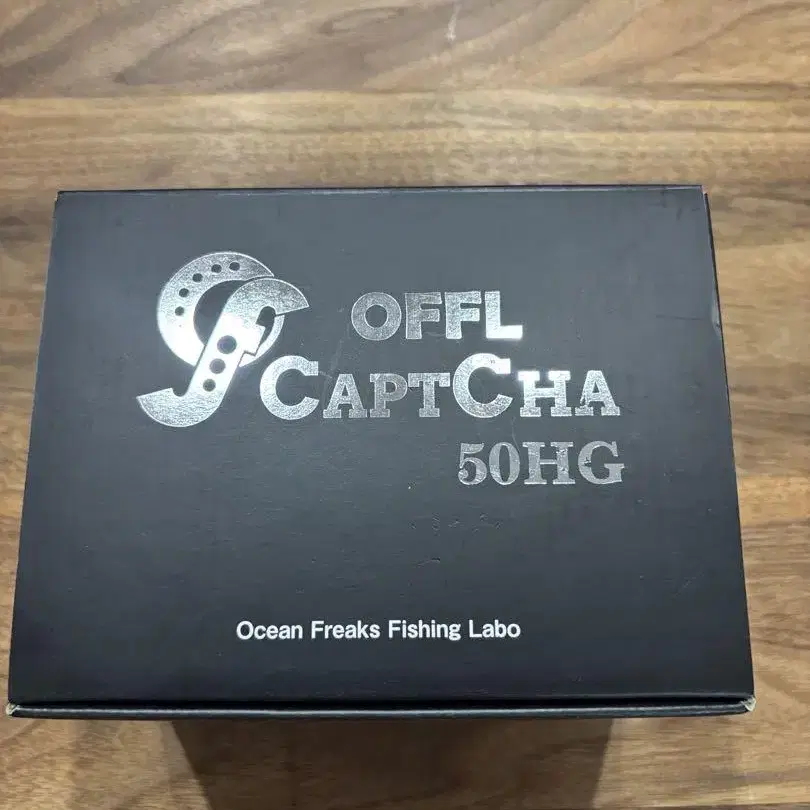 OFFL
CAPTCHA
50HG
Ocean Freaks Fishing Labo